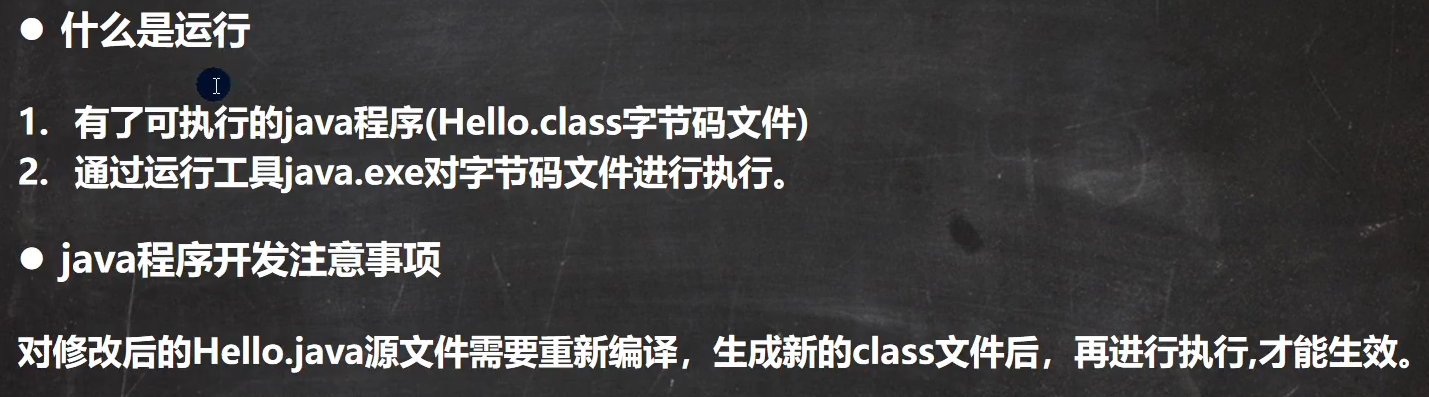 ● 什么是运行
1. 有了可执行的java程序(Hello.class字节码文件)
2. 通过运行工具java.exe对字节码文件进行执行。
● java程序开发注意事项
对修改后的Hello.java源文件需要重新编译，生成新的class文件后，再进行执行,才能生效。